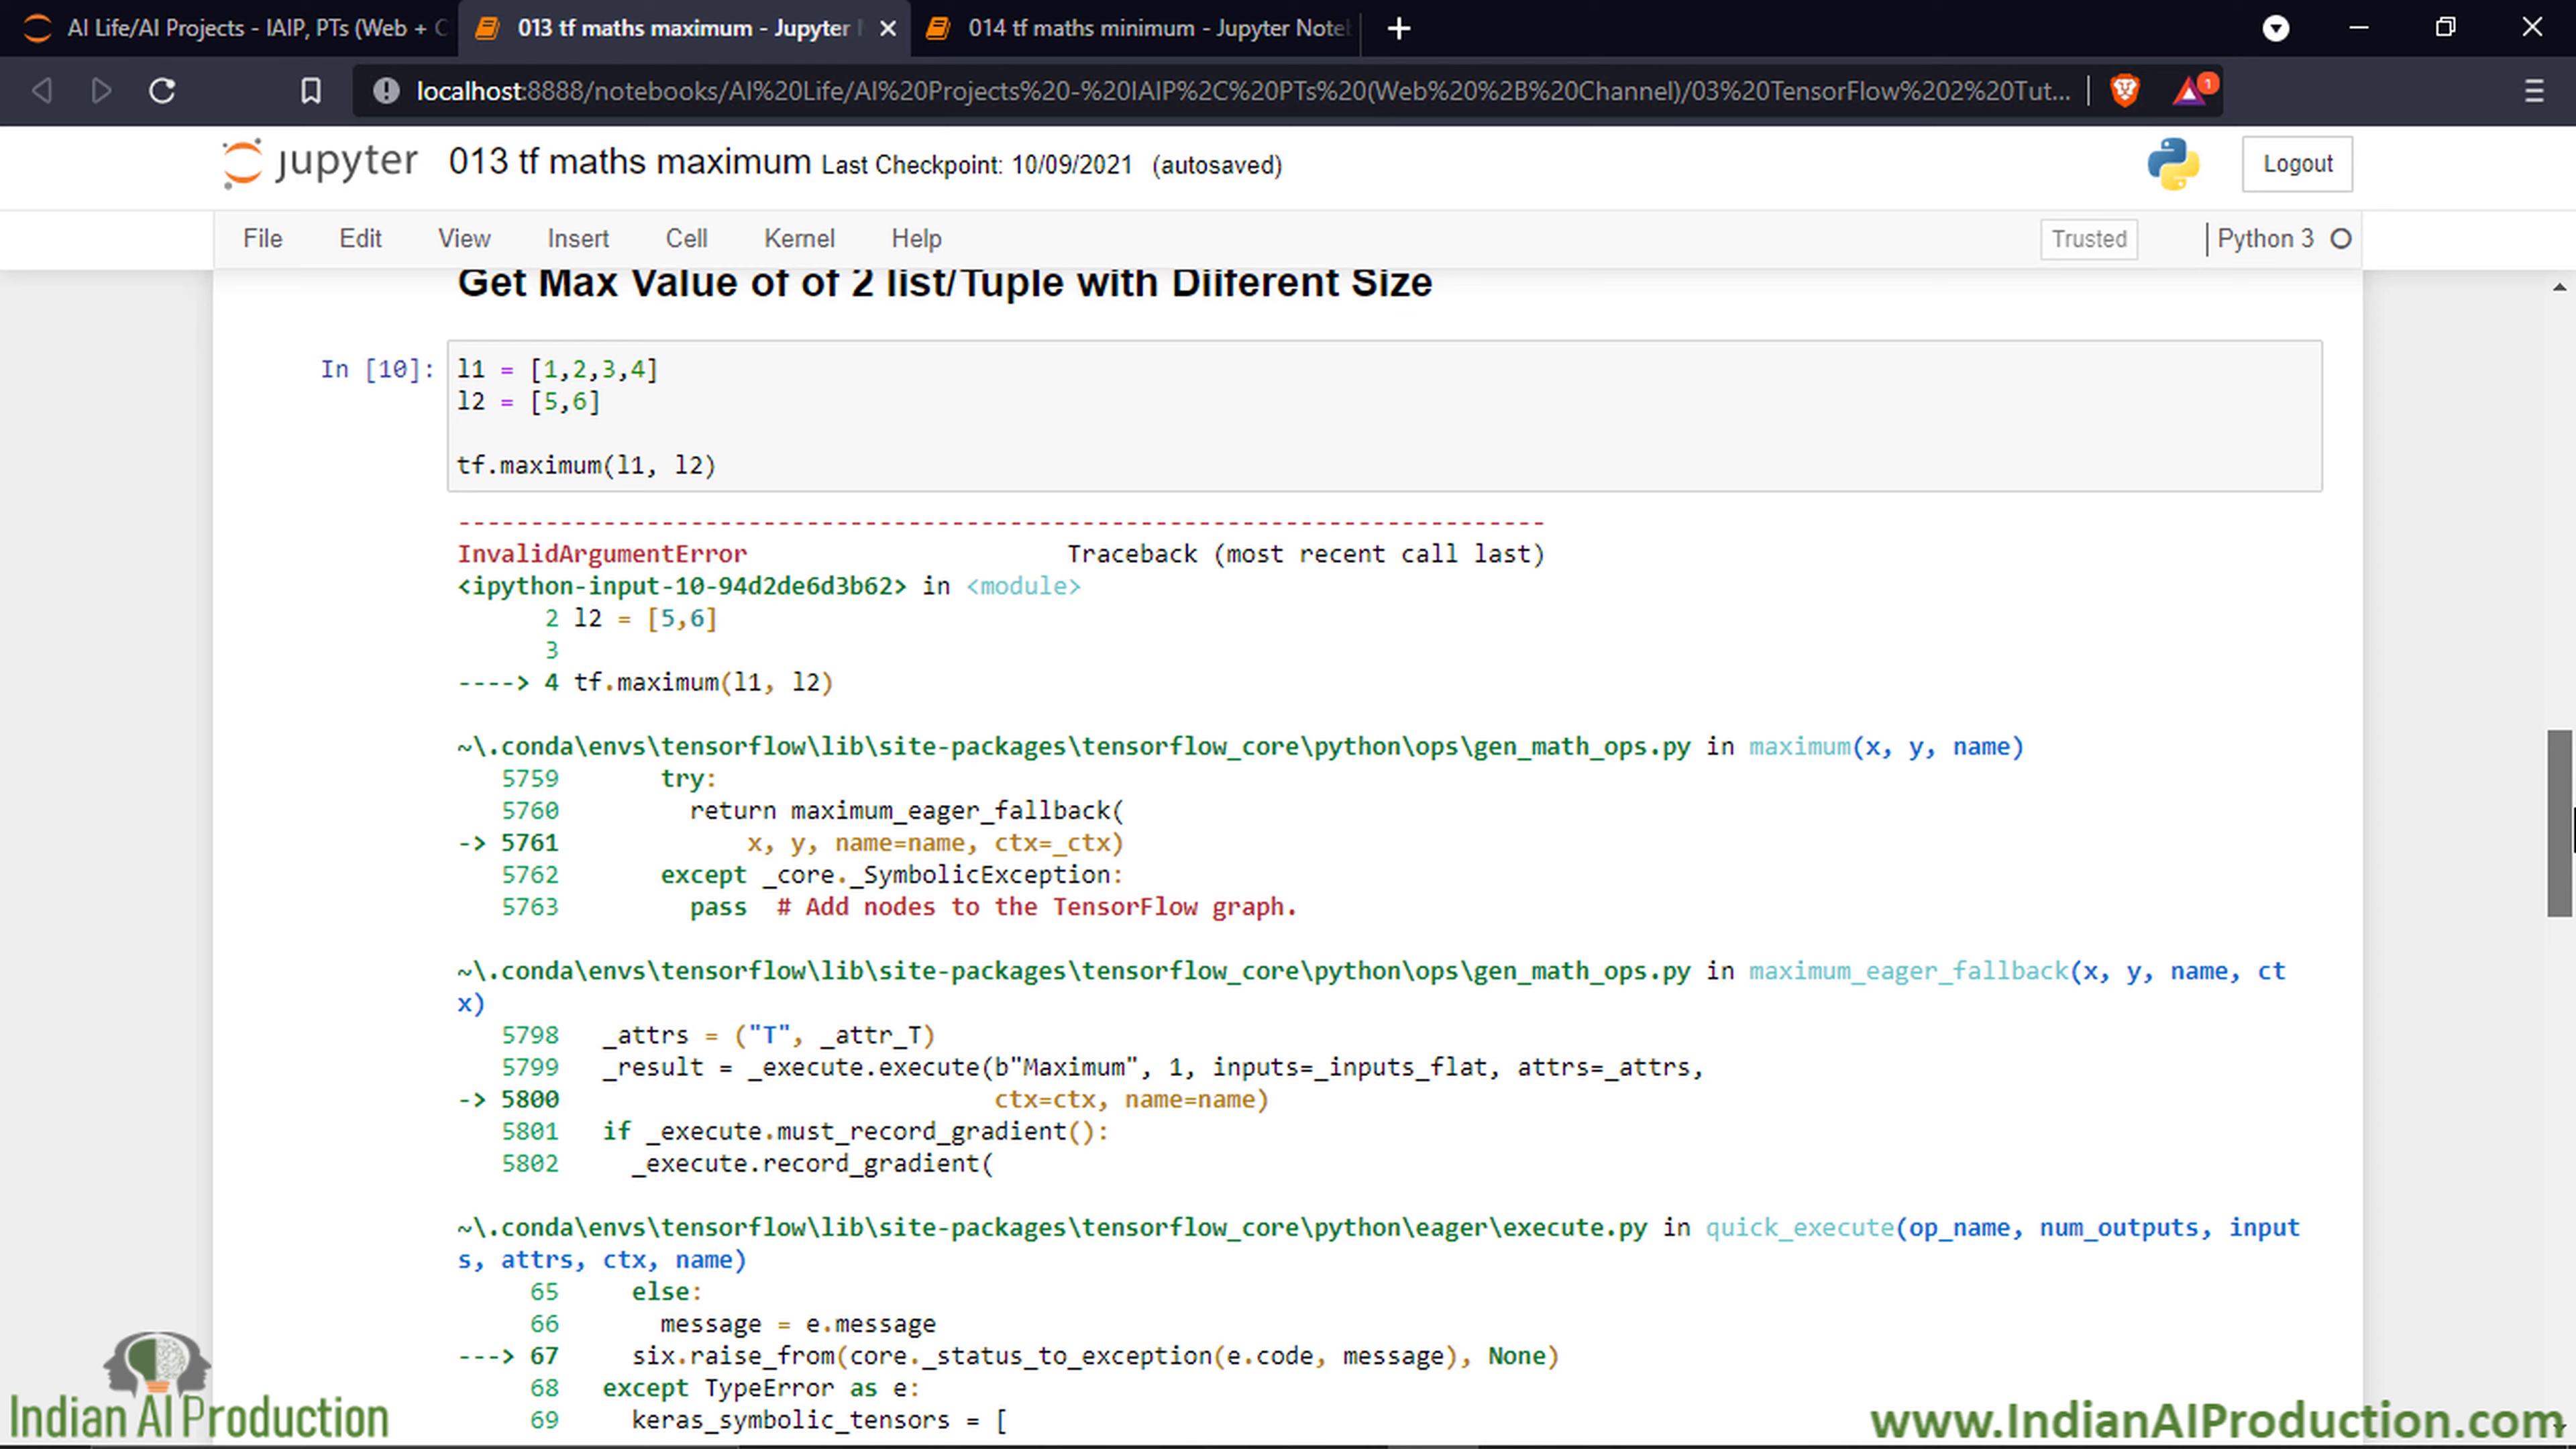 AI Life/AI Projects - IAIP, PTs (Web + C
013 tf maths maximum - Jupyter
014 tf maths minimum - Jupyter Note
localhost:8888/notebooks/AI%20Life/AI%20Projects%20-%20IAIP%2C%20PTs%20(Web%20%2B%20Channel)/03%20TensorFlow%202%20Tut...
1
jupyter 013 tf maths maximum Last Checkpoint: 10/09/2021 (autosaved)
Logout
File Edit View Insert Cell Kernel Help
Trusted
Python 3
Get Max Value of of 2 list/Tuple with Diiferent Size
In [10]:
l1 = [1,2,3,4]
l2 = [5,6]
tf.maximum(l1, l2)
---------------------------------------------------------------------------
InvalidArgumentError Traceback (most recent call last)
<ipython-input-10-94d2de6d3b62> in <module>
2 l2 = [5,6]
3
----> 4 tf.maximum(l1, l2)
~\.conda\envs\tensorflow\lib\site-packages\tensorflow_core\python\ops\gen_math_ops.py in maximum(x, y, name)
5759 try:
5760 return maximum_eager_fallback(
-> 5761 x, y, name=name, ctx=_ctx)
5762 except _core._SymbolicException:
5763 pass # Add nodes to the TensorFlow graph.
~\.conda\envs\tensorflow\lib\site-packages\tensorflow_core\python\ops\gen_math_ops.py in maximum_eager_fallback(x, y, name, ct
x)
5798 _attrs = ("T", _attr_T)
5799 _result = _execute.execute(b"Maximum", 1, inputs=_inputs_flat, attrs=_attrs,
-> 5800 ctx=ctx, name=name)
5801 if _execute.must_record_gradient():
5802 _execute.record_gradient(
~\.conda\envs\tensorflow\lib\site-packages\tensorflow_core\python\eager\execute.py in quick_execute(op_name, num_outputs, input
s, attrs, ctx, name)
65 else:
66 message = e.message
---> 67 six.raise_from(core._status_to_exception(e.code, message), None)
68 except TypeError as e:
69 keras_symbolic_tensors = [
Indian AI Production
www.IndianAIProduction.com